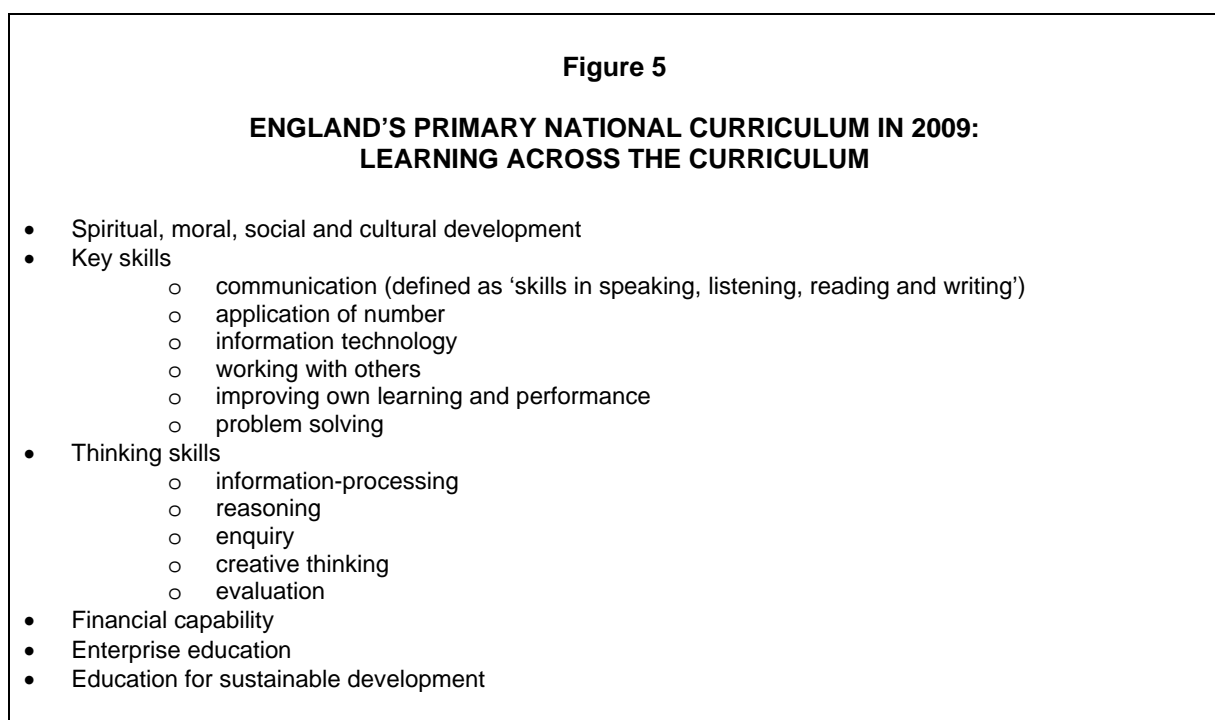 Figure 5
ENGLAND’S PRIMARY NATIONAL CURRICULUM IN 2009:
LEARNING ACROSS THE CURRICULUM
• Spiritual, moral, social and cultural development
• Key skills
o communication (defined as ‘skills in speaking, listening, reading and writing’)
o application of number
o information technology
o working with others
o improving own learning and performance
o problem solving
• Thinking skills
o information-processing
o reasoning
o enquiry
o creative thinking
o evaluation
• Financial capability
• Enterprise education
• Education for sustainable development